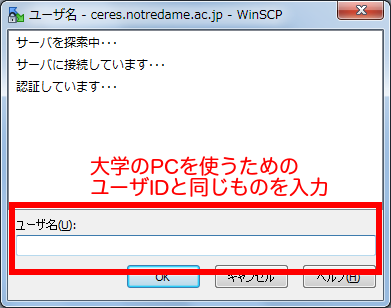 ユーザ名 - ceres.notredame.ac.jp - WinSCP
サーバを探索中･･･
サーバに接続しています･･･
認証しています･･･
大学のPCを使うための
ユーザIDと同じものを入力
ユーザ名(U):
OK キャンセル ヘルプ(H)